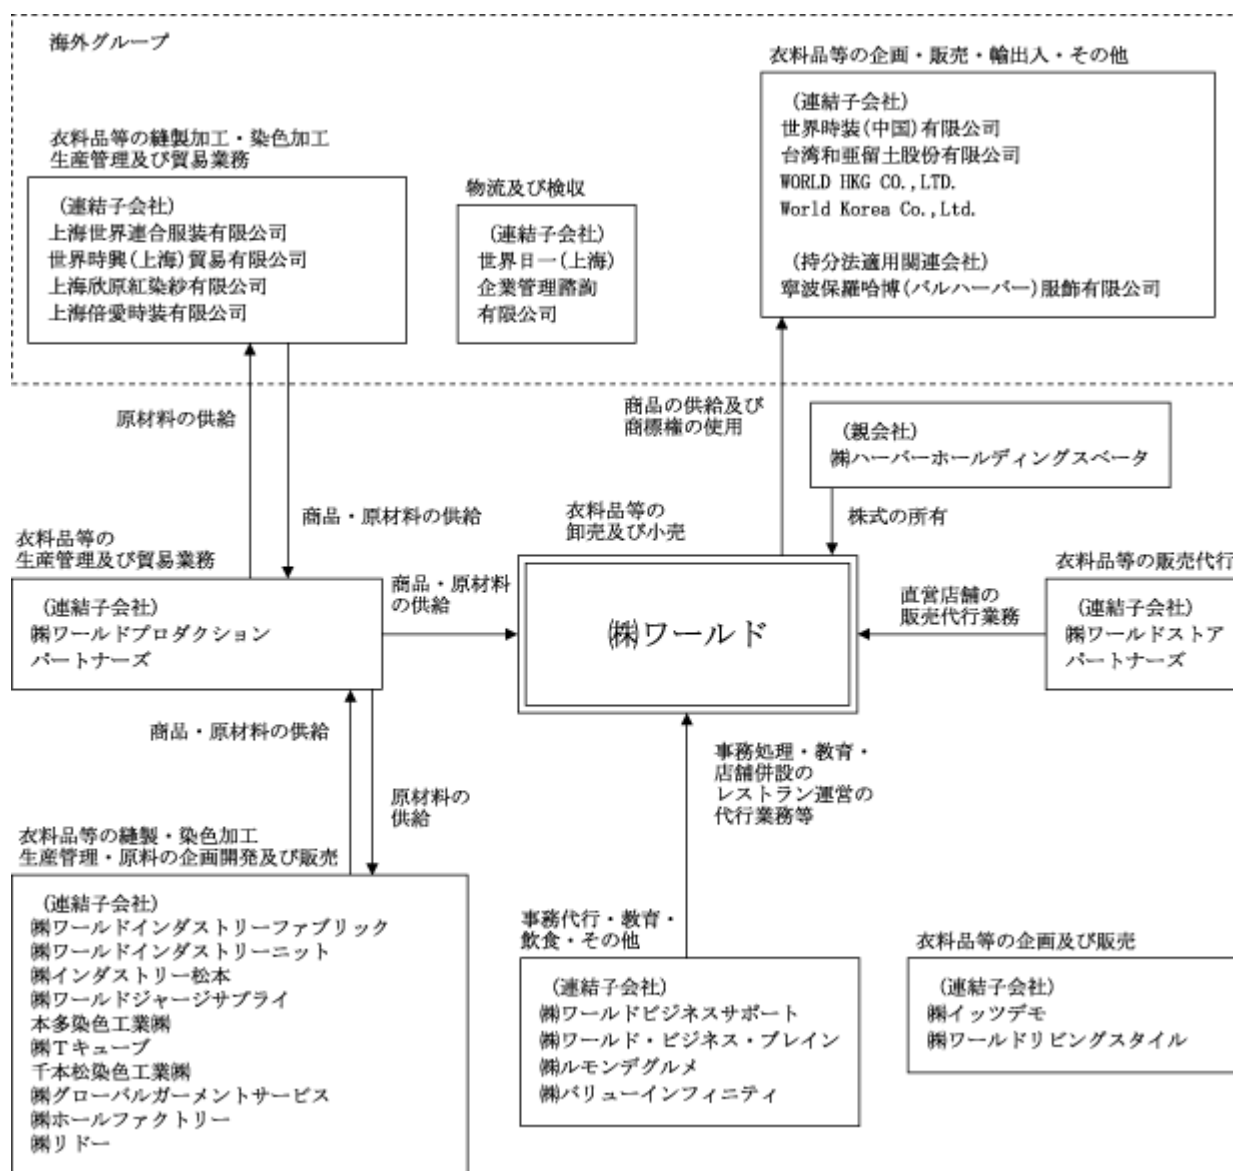 海外グループ
衣料品等の企画・販売・輸出入・その他
(連結子会社)
世界時装(中国)有限公司
台湾和亜留土股份有限公司
WORLD HKG CO.,LTD.
World Korea Co.,Ltd.
(持分法適用関連会社)
寧波保羅哈博(パルハーバー)服飾有限公司
衣料品等の縫製加工・染色加工
生産管理及び貿易業務
(連結子会社)
上海世界連合服装有限公司
世界時興(上海)貿易有限公司
上海欣原紅染紗有限公司
上海倍愛時装有限公司
物流及び検収
(連結子会社)
世界日一(上海)
企業管理諮詢
有限公司
原材料の供給
商品・原材料の供給
商品の供給及び
商標権の使用
(親会社)
㈱ハーバーホールディングスベータ
株式の所有
衣料品等の
生産管理及び貿易業務
(連結子会社)
㈱ワールドプロダクション
パートナーズ
商品・原材料
の供給
衣料品等の
卸売及び小売
㈱ワールド
直営店舗の
販売代行業務
衣料品等の販売代行
(連結子会社)
㈱ワールドストア
パートナーズ
商品・原材料の供給
原材料の
供給
事務処理・教育・
店舗併設の
レストラン運営の
代行業務等
衣料品等の縫製・染色加工
生産管理・原料の企画開発及び販売
(連結子会社)
㈱ワールドインダストリーファブリック
㈱ワールドインダストリーニット
㈱インダストリー松本
㈱ワールドジャージサプライ
本多染色工業㈱
㈱Tキューブ
千本松染色工業㈱
㈱グローバルガーメントサービス
㈱ホールファクトリー
㈱リドー
事務代行・教育・
飲食・その他
(連結子会社)
㈱ワールドビジネスサポート
㈱ワールド・ビジネス・ブレイン
㈱ルモンデグルメ
㈱バリューインフィニティ
衣料品等の企画及び販売
(連結子会社)
㈱イッツデモ
㈱ワールドリビングスタイル